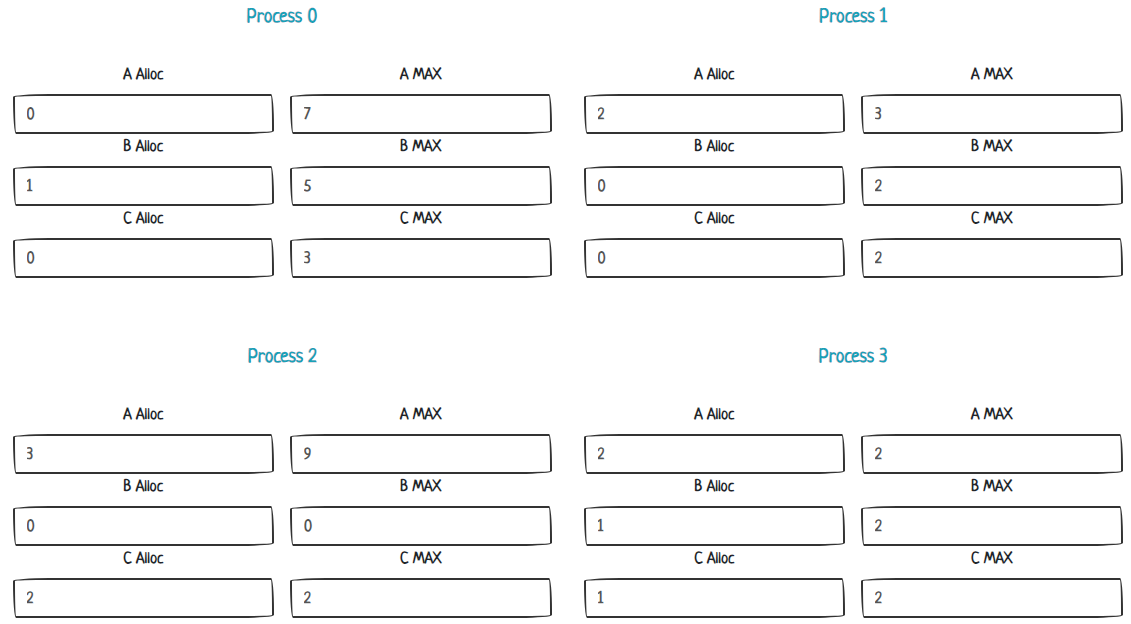 Process 0
A Alloc A MAX
0 7
B Alloc B MAX
1 5
C Alloc C MAX
0 3
Process 1
A Alloc A MAX
2 3
B Alloc B MAX
0 2
C Alloc C MAX
0 2
Process 2
A Alloc A MAX
3 9
B Alloc B MAX
0 0
C Alloc C MAX
2 2
Process 3
A Alloc A MAX
2 2
B Alloc B MAX
1 2
C Alloc C MAX
1 2